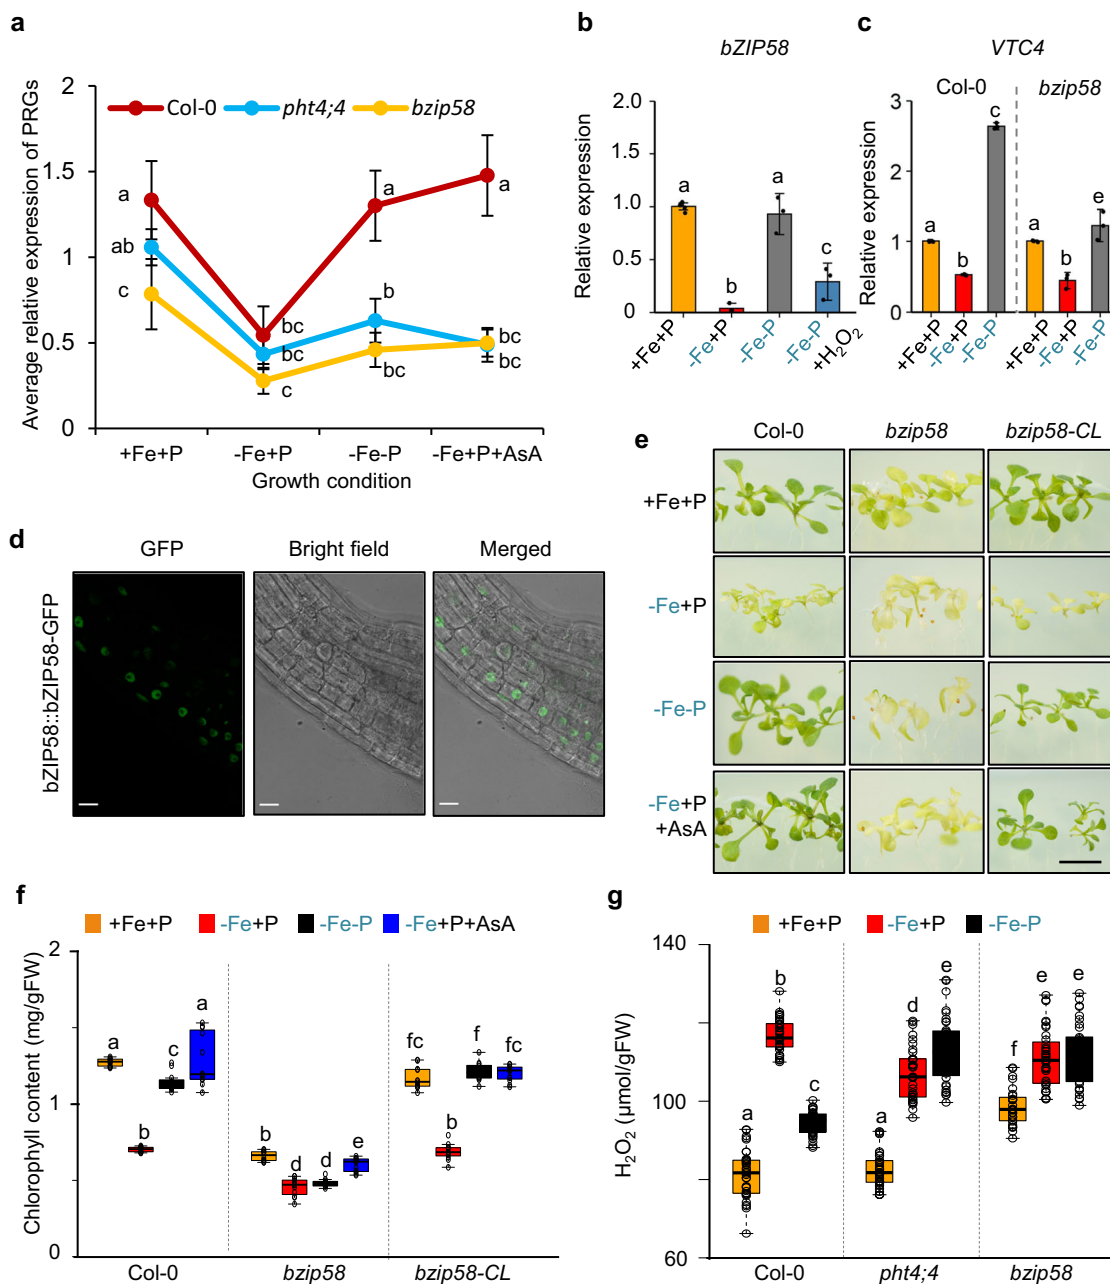 a
Average relative expression of PRGs
2
1.5
1
0.5
0
Col-0 pht4;4 bzip58
a
ab
c
bc
bc
c
a
b
bc
a
bc
bc
+Fe+P -Fe+P -Fe-P -Fe+P+AsA
Growth condition
b
bZIP58
Relative expression
2.0
1.5
1.0
0.5
0
a
b
a
c
+Fe+P
-Fe+P
-Fe-P
-Fe-P
+H₂O₂
c
VTC4
Col-0 bzip58
Relative expression
3
2
1
0
a
b
c
a
b
e
+Fe+P
-Fe+P
-Fe-P
+Fe+P
-Fe+P
-Fe-P
d
GFP Bright field Merged
bZIP58::bZIP58-GFP
e
Col-0 bzip58 bzip58-CL
+Fe+P
-Fe+P
-Fe-P
-Fe+P
+AsA
f
+Fe+P -Fe+P -Fe-P -Fe+P+AsA
Chlorophyll content (mg/gFW)
2
1
0
a
b
c
a
b
d
d
e
fc
b
f
fc
Col-0 bzip58 bzip58-CL
g
+Fe+P -Fe+P -Fe-P
H₂O₂ (μmol/gFW)
140
100
60
a
b
c
a
d
e
f
e
e
Col-0 pht4;4 bzip58